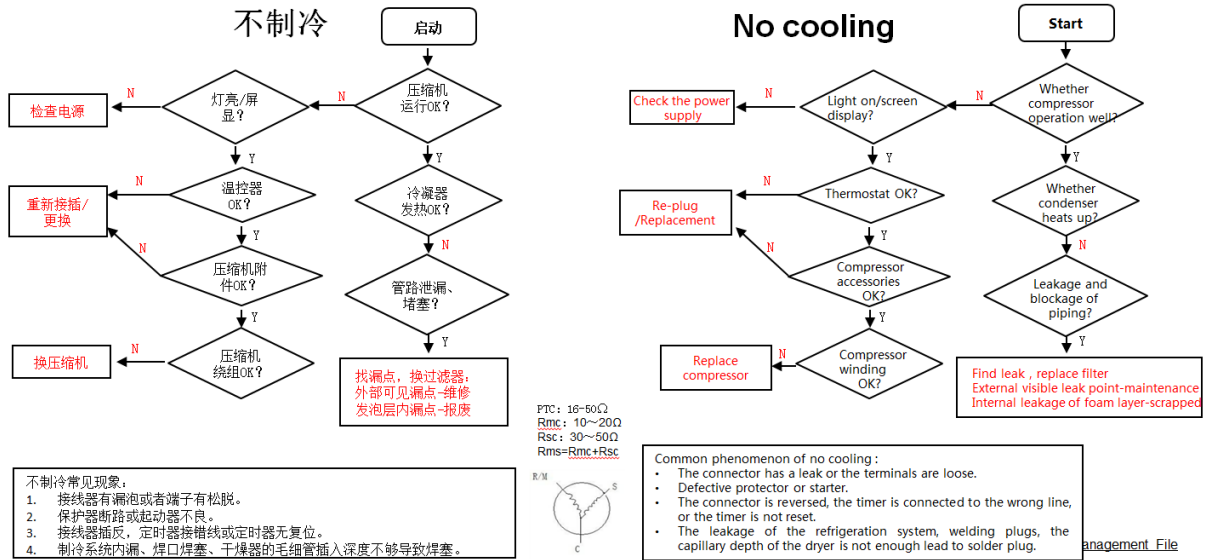 不制冷
启动
压缩机
运行OK?
N
灯亮/屏
显?
N
检查电源
Y
Y
温控器
OK?
N
重新接插/
更换
冷凝器
发热OK?
Y
N
N
压缩机附
件OK?
管路泄漏、
堵塞?
Y
Y
压缩机
绕组OK?
N
换压缩机
找漏点，换过滤器；
外部可见漏点-维修
发泡层内漏点-报废
不制冷常见现象：
1. 接线器有漏泡或者端子有松脱。
2. 保护器断路或起动器不良。
3. 接线器插反，定时器接错线或定时器无复位。
4. 制冷系统内漏、焊口焊塞、干燥器的毛细管插入深度不够导致焊塞。
No cooling
Start
Whether
compressor
operation well?
N
Light on/screen
display?
N
Check the power
supply
Y
Y
Thermostat OK?
N
Re-plug
/Replacement
Whether
condenser
heats up?
Y
N
N
Compressor
accessories
OK?
Leakage and
blockage of
piping?
Y
Y
Compressor
winding
OK?
N
Replace
compressor
Find leak , replace filter
External visible leak point-maintenance
Internal leakage of foam layer-scrapped
PTC: 16-50Ω
Rmc: 10～20Ω
Rsc: 30～50Ω
Rms=Rmc+Rsc
R/M
S
C
Common phenomenon of no cooling :
• The connector has a leak or the terminals are loose.
• Defective protector or starter.
• The connector is reversed, the timer is connected to the wrong line,
or the timer is not reset.
• The leakage of the refrigeration system, welding plugs, the
capillary depth of the dryer is not enough lead to solder plug.
anagement File